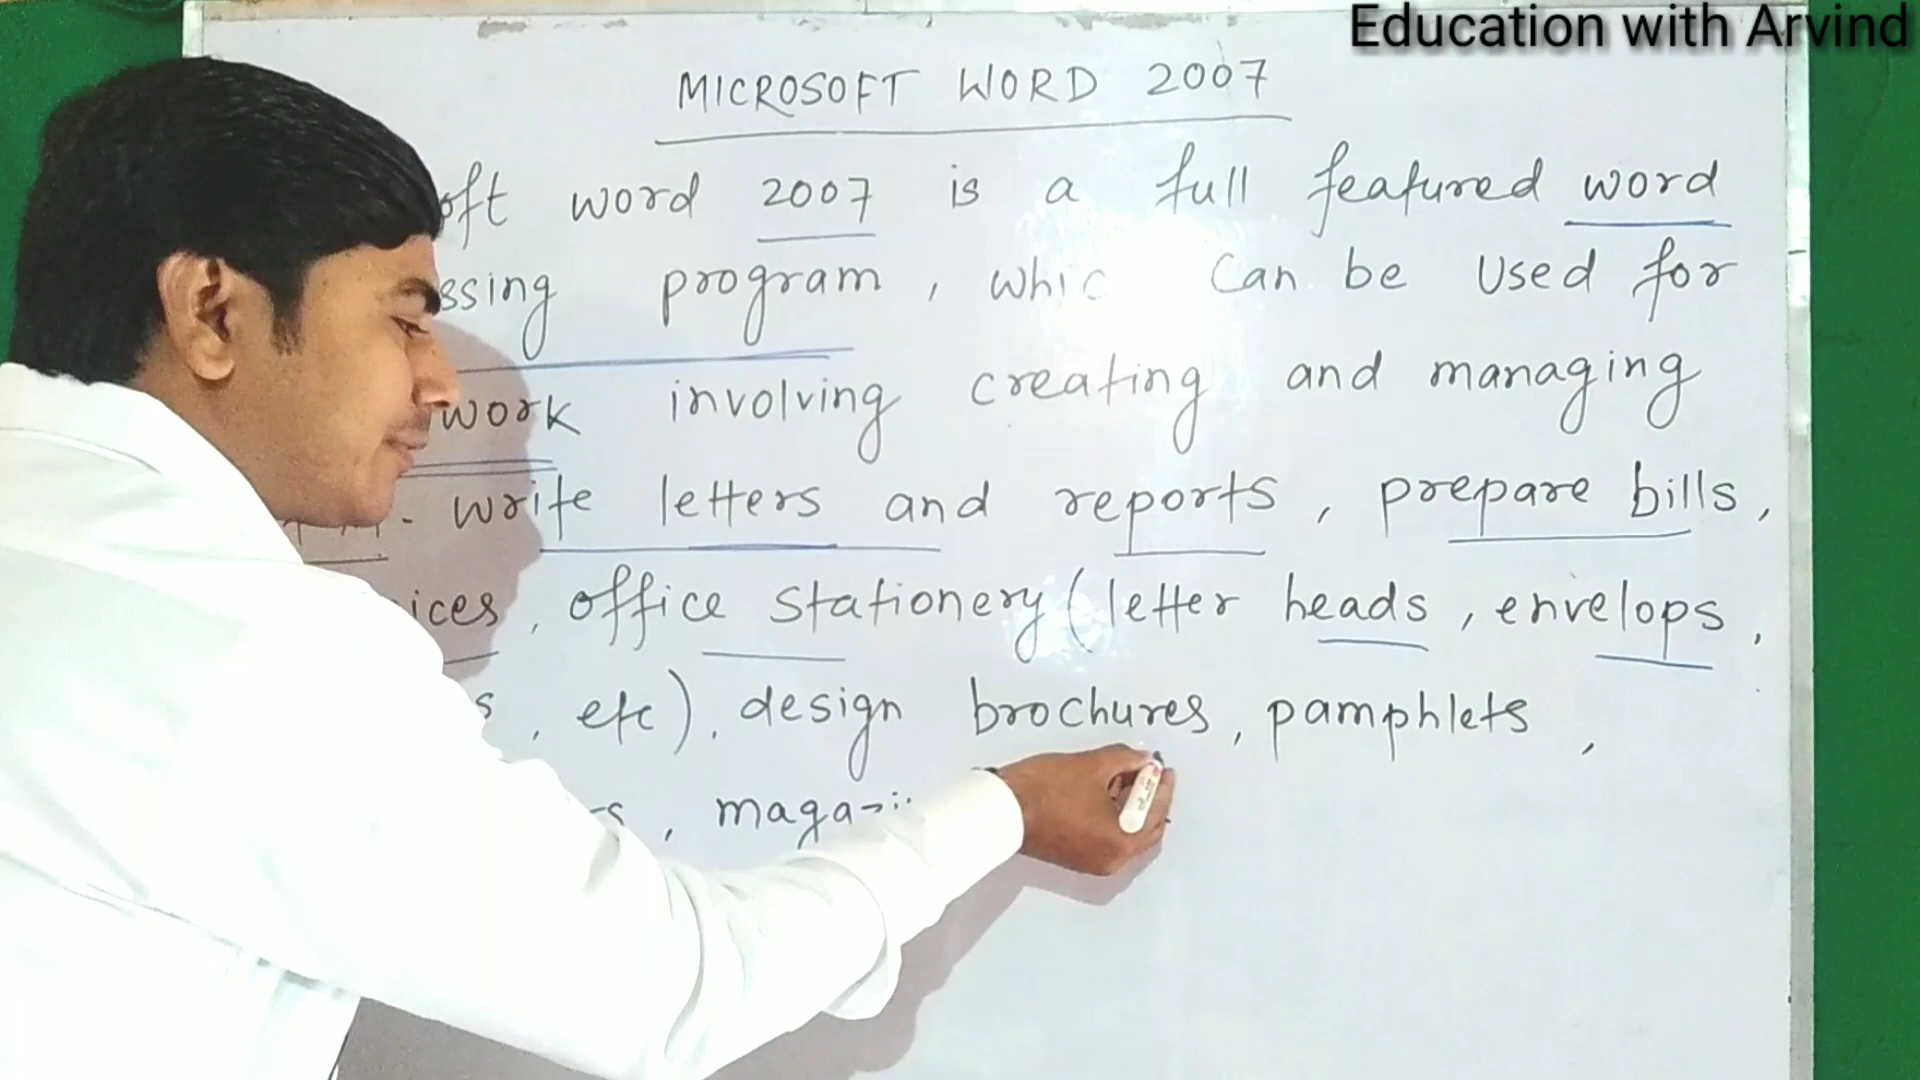 Education with Arvind
MICROSOFT WORD 2007
oft word 2007 is a full featured word
ssing program, whic can be used for
work involving creating and managing
write letters and reports, prepare bills,
ices, office stationery (letter heads, envelops,
s, etc), design brochures, pamphlets,
s, maga